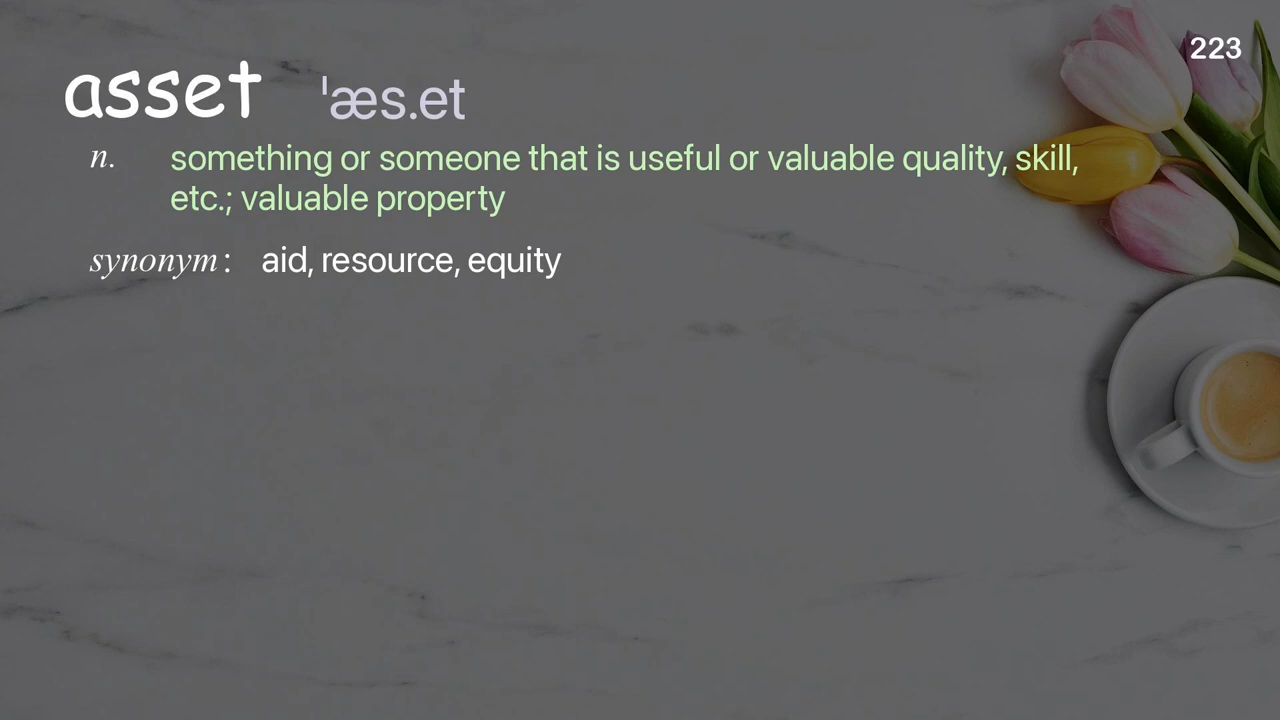 223
asset ˈæs.et
n. something or someone that is useful or valuable quality, skill,
etc.; valuable property
synonym: aid, resource, equity